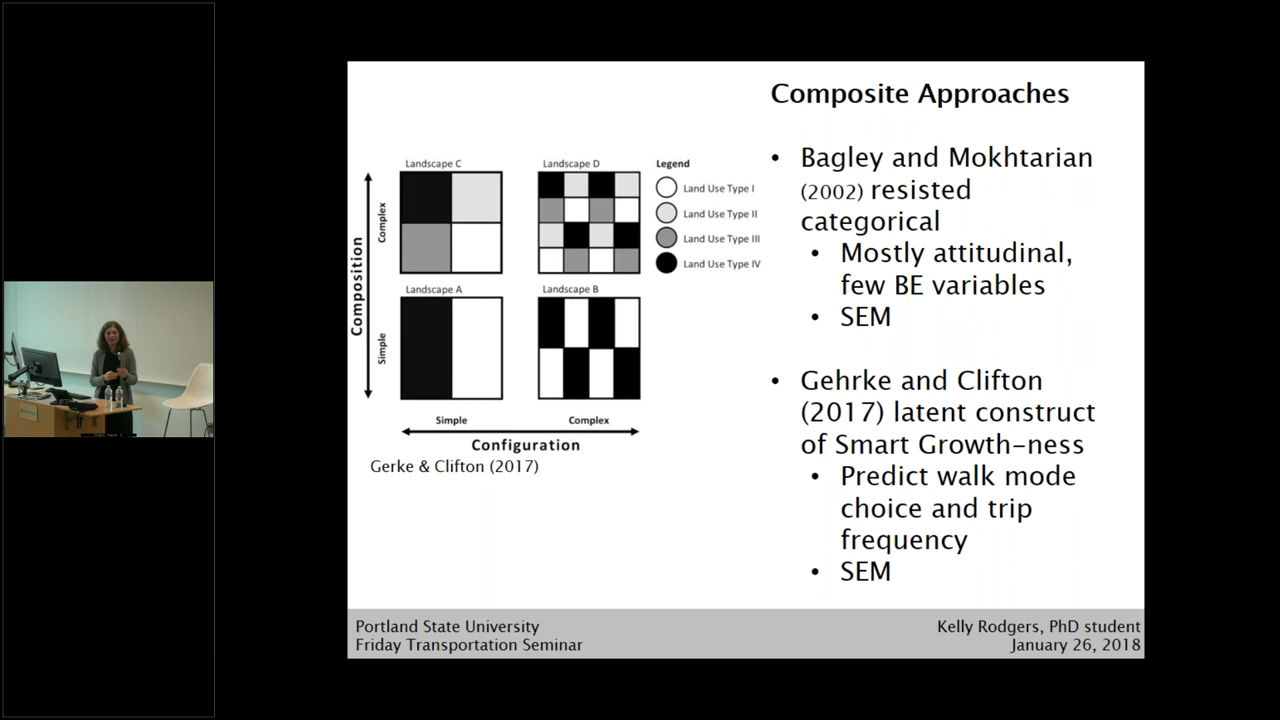 Composite Approaches
Landscape C
Landscape D
Legend
Land Use Type I
Land Use Type II
Land Use Type III
Land Use Type IV
Complex
Composition
Simple
Landscape A
Landscape B
Simple
Complex
Configuration
Gerke & Clifton (2017)
• Bagley and Mokhtarian
(2002) resisted
categorical
• Mostly attitudinal,
few BE variables
• SEM
• Gehrke and Clifton
(2017) latent construct
of Smart Growth-ness
• Predict walk mode
choice and trip
frequency
• SEM
Portland State University
Friday Transportation Seminar
Kelly Rodgers, PhD student
January 26, 2018